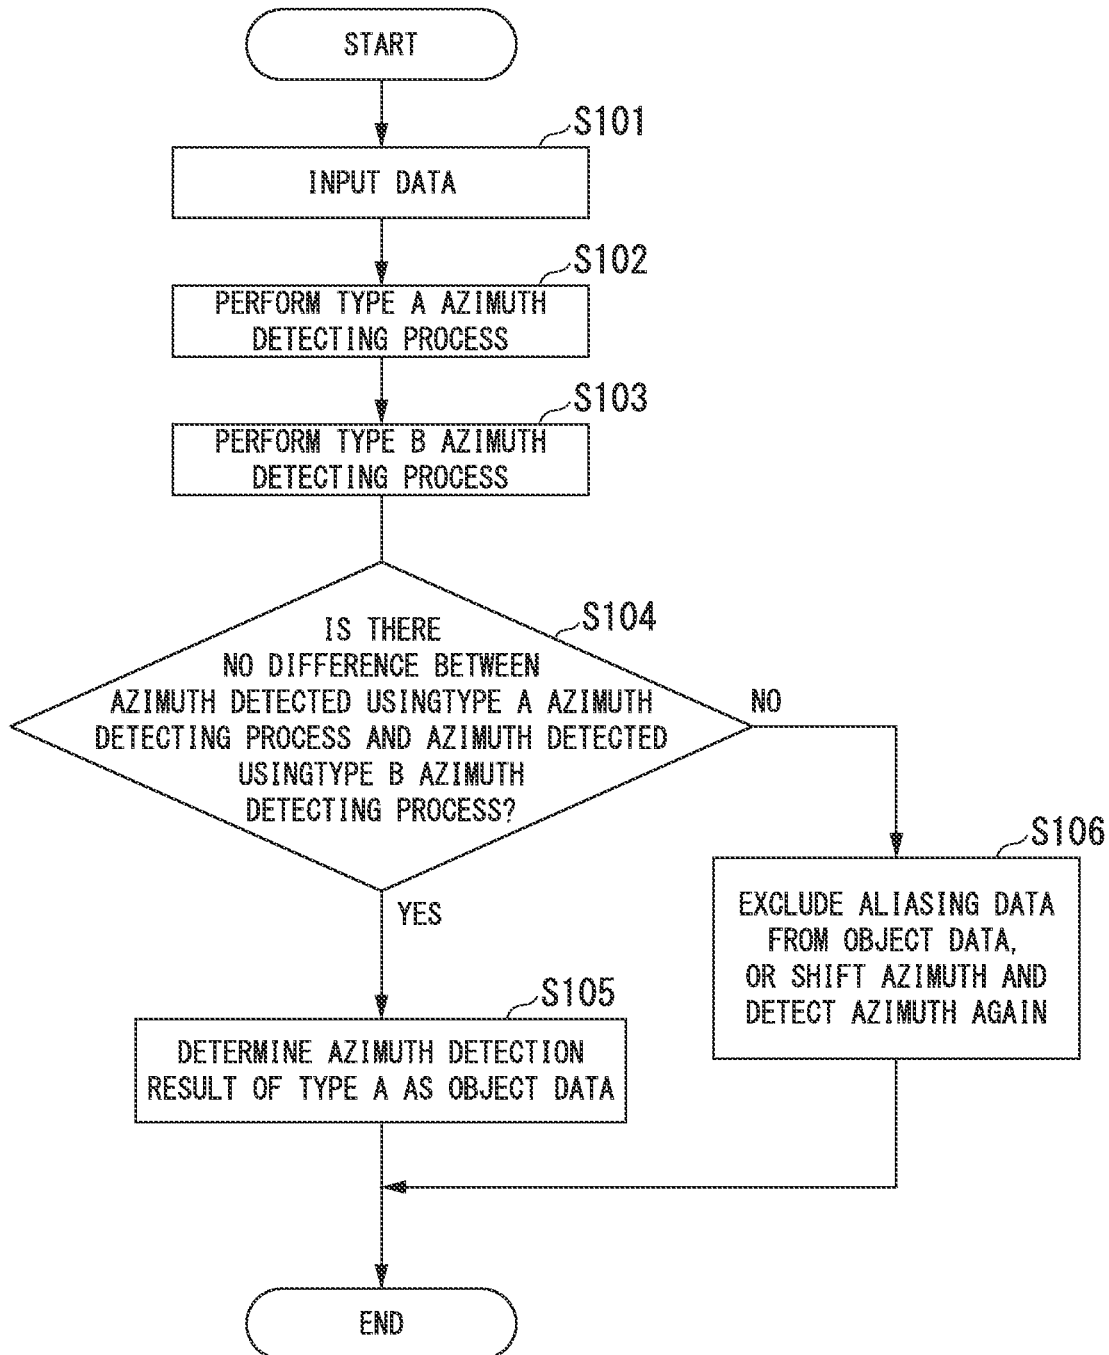 START
S101
INPUT DATA
S102
PERFORM TYPE A AZIMUTH
DETECTING PROCESS
S103
PERFORM TYPE B AZIMUTH
DETECTING PROCESS
S104
IS THERE
NO DIFFERENCE BETWEEN
AZIMUTH DETECTED USINGTYPE A AZIMUTH
DETECTING PROCESS AND AZIMUTH DETECTED
USINGTYPE B AZIMUTH
DETECTING PROCESS?
NO
YES
S106
EXCLUDE ALIASING DATA
FROM OBJECT DATA,
OR SHIFT AZIMUTH AND
DETECT AZIMUTH AGAIN
S105
DETERMINE AZIMUTH DETECTION
RESULT OF TYPE A AS OBJECT DATA
END